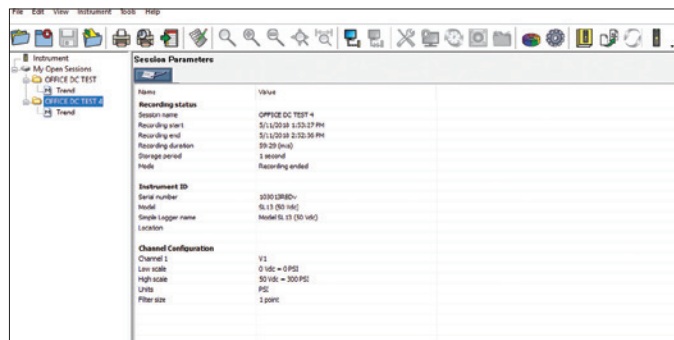 File Edit View Instrument Tools Help
Instrument
My Open Sessions
OFFICE DC TEST
Trend
OFFICE DC TEST 4
Trend
Session Parameters
Name Value
Recording status
Session name OFFICE DC TEST 4
Recording start 5/11/2018 1:53:27 PM
Recording end 5/11/2018 2:52:56 PM
Recording duration 59:29 (m:s)
Storage period 1 second
Mode Recording ended
Instrument ID
Serial number
Model SL13 (50 Vdc)
Simple Logger name Model SL13 (50 Vdc)
Location
Channel Configuration
Channel 1 V1
Low scale 0 Vdc = 0 PSI
High scale 50 Vdc = 300 PSI
Units PSI
Filter size 1 point